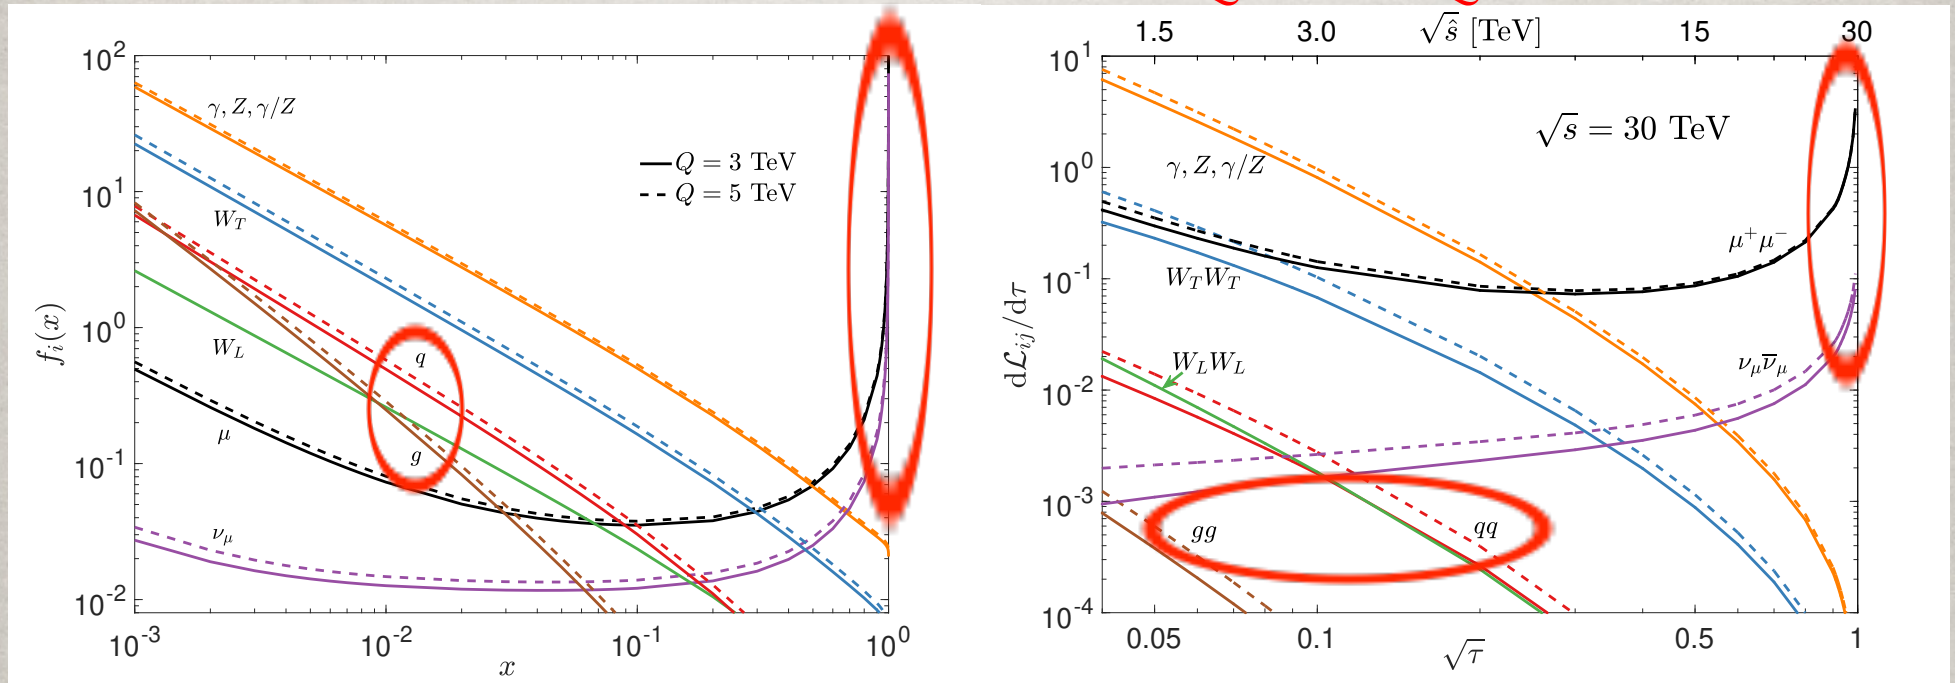 f_i(x)
10^2
10^1
10^0
10^-1
10^-2
γ, Z, γ/Z
W_T
W_L
q
g
μ
ν_μ
Q = 3 TeV
Q = 5 TeV
10^-3 10^-2 10^-1 10^0
x
1.5 3.0 √ŝ [TeV] 15 30
dℒ_ij/dτ
10^1
10^0
10^-1
10^-2
10^-3
10^-4
√s = 30 TeV
γ, Z, γ/Z
μ^+μ^-
W_T W_T
W_L W_L
ν_μ ν̅_μ
gg
qq
0.05 0.1 0.5 1
√τ